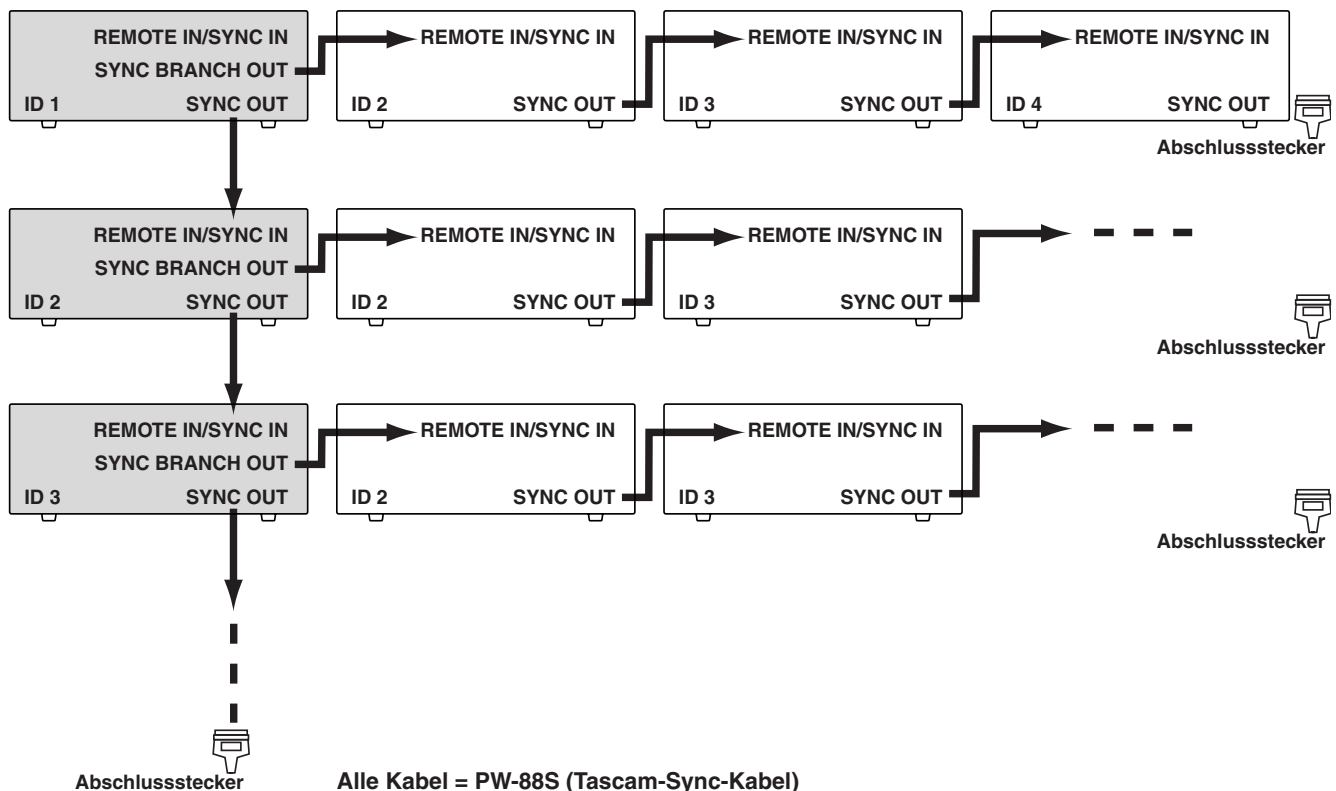 REMOTE IN/SYNC IN REMOTE IN/SYNC IN REMOTE IN/SYNC IN REMOTE IN/SYNC IN
SYNC BRANCH OUT
ID 1 SYNC OUT ID 2 SYNC OUT ID 3 SYNC OUT ID 4 SYNC OUT
Abschlussstecker
REMOTE IN/SYNC IN REMOTE IN/SYNC IN REMOTE IN/SYNC IN
SYNC BRANCH OUT
ID 2 SYNC OUT ID 2 SYNC OUT ID 3 SYNC OUT
Abschlussstecker
REMOTE IN/SYNC IN REMOTE IN/SYNC IN REMOTE IN/SYNC IN
SYNC BRANCH OUT
ID 3 SYNC OUT ID 2 SYNC OUT ID 3 SYNC OUT
Abschlussstecker
Abschlussstecker Alle Kabel = PW-88S (Tascam-Sync-Kabel)